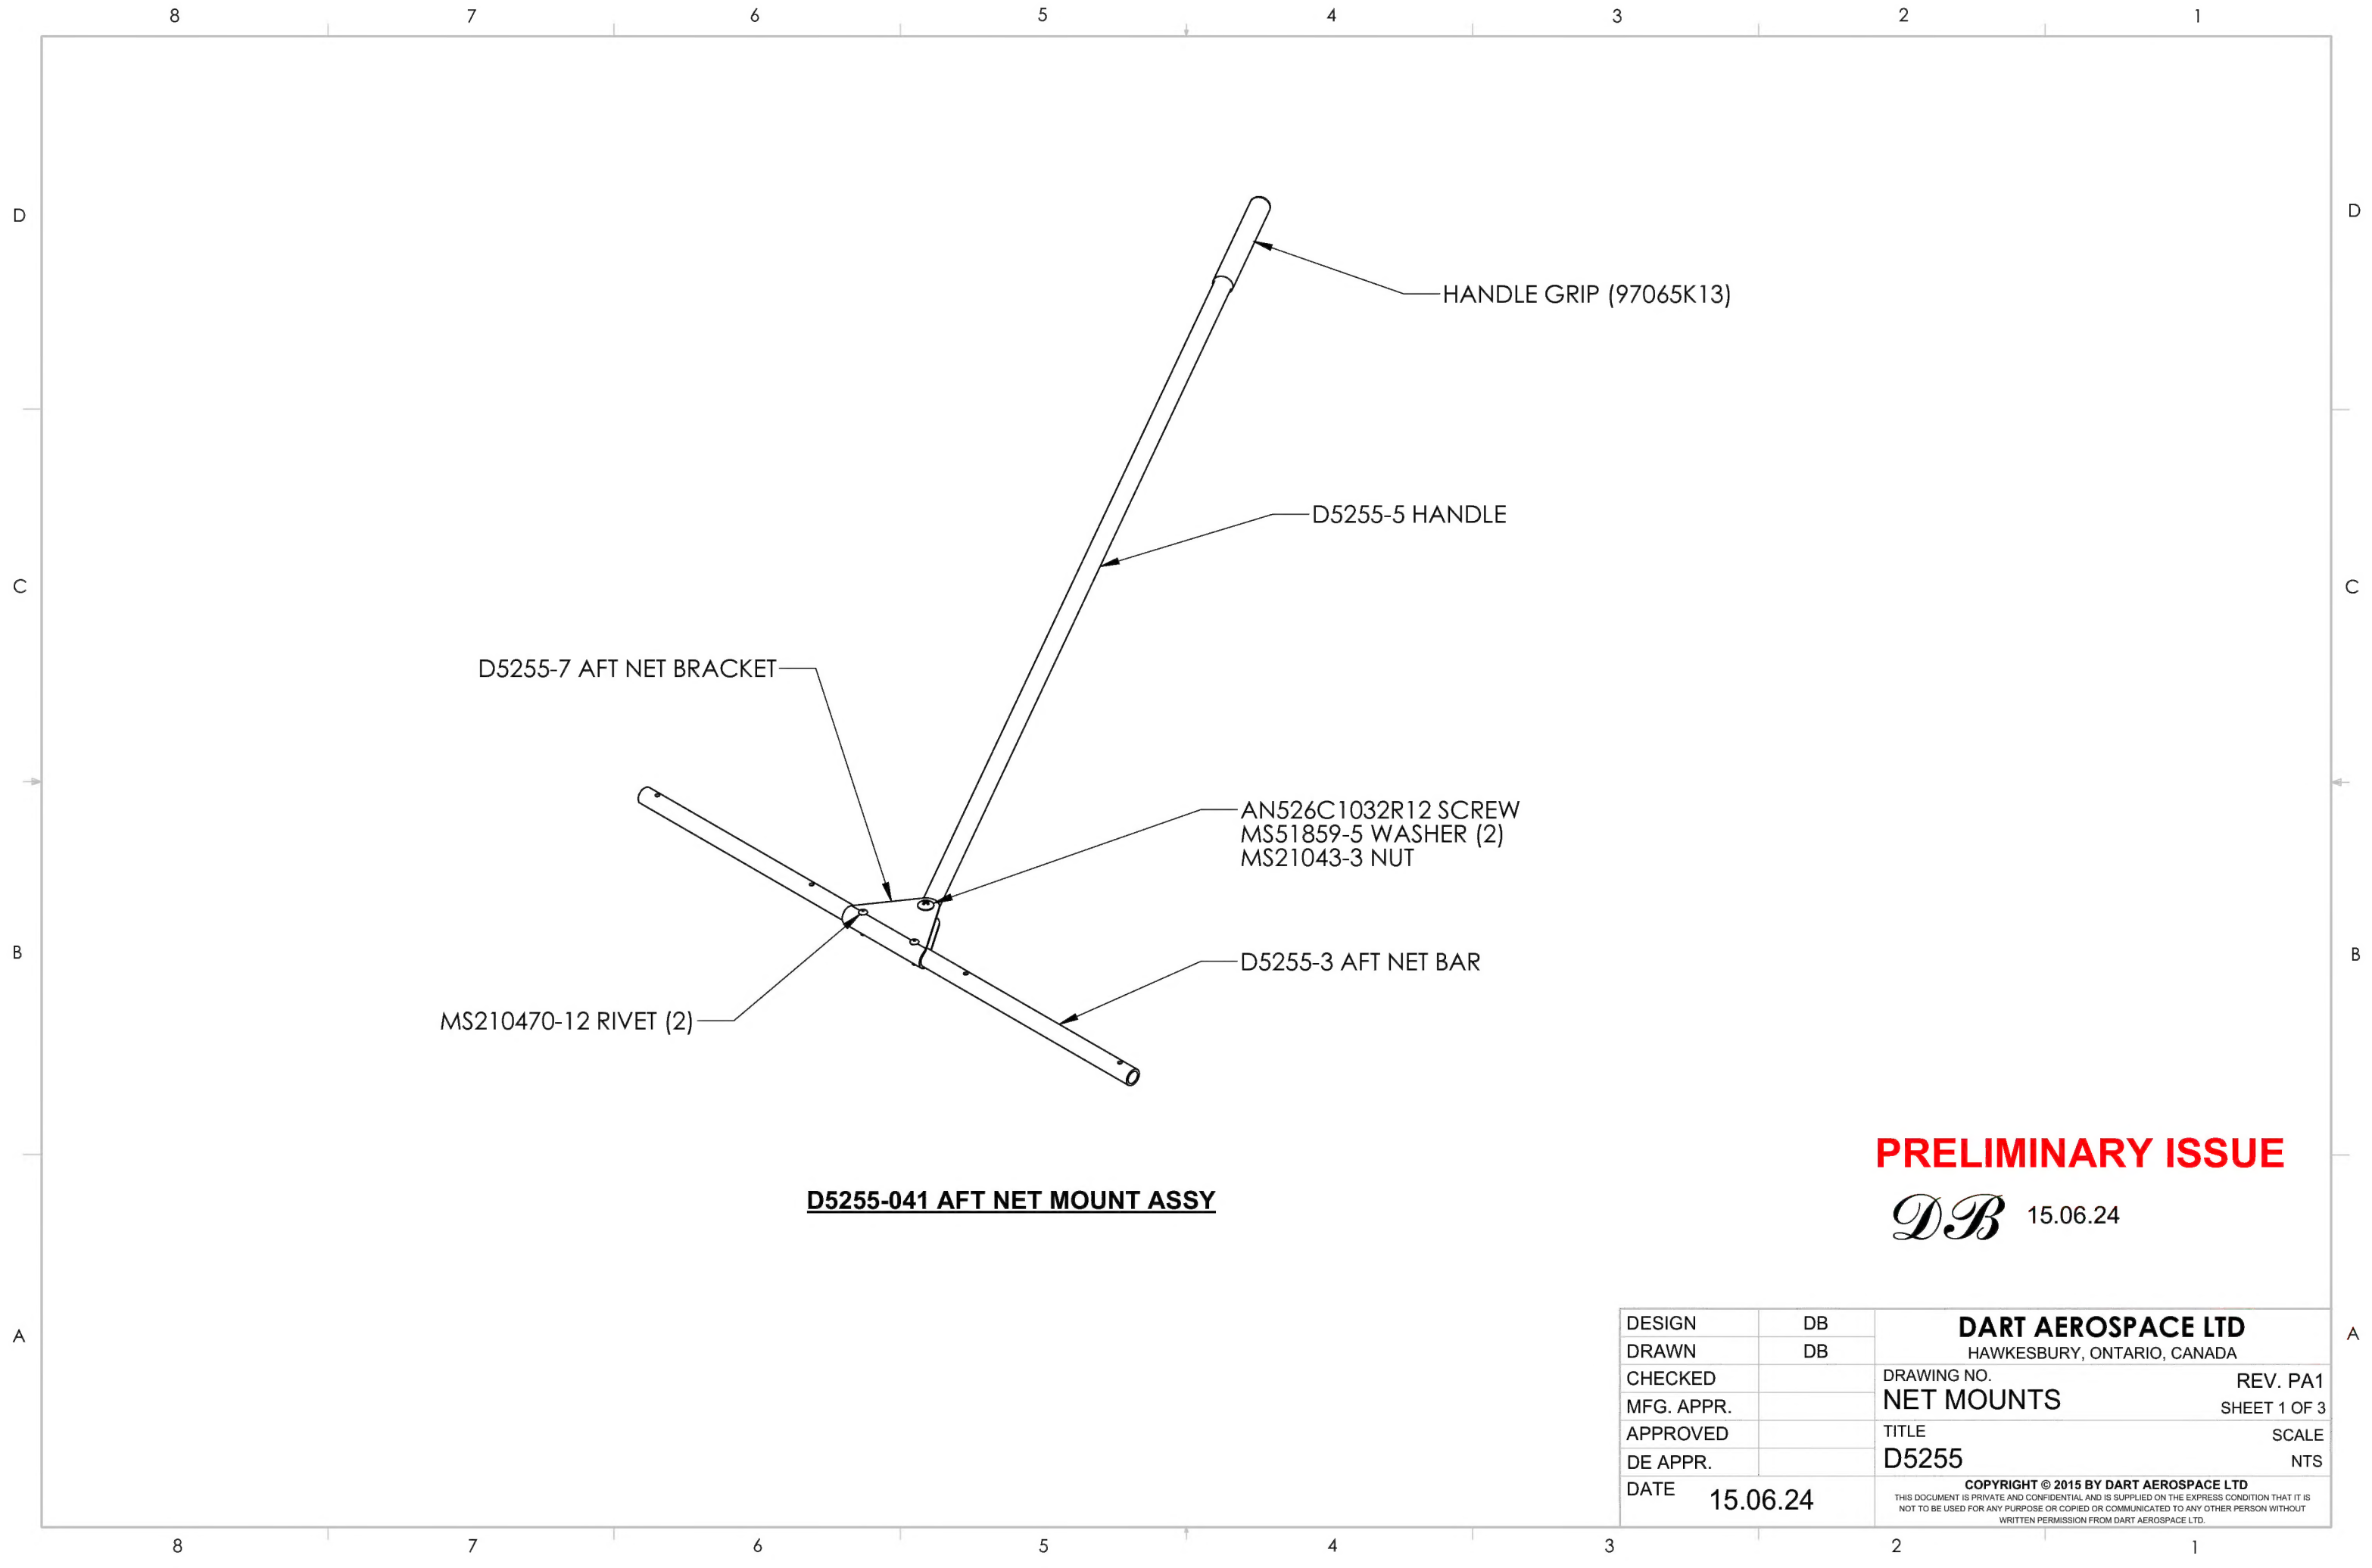 8 7 6 5 4 3 2 1
D D
HANDLE GRIP (97065K13)
D5255-5 HANDLE
C C
D5255-7 AFT NET BRACKET
AN526C1032R12 SCREW
MS51859-5 WASHER (2)
MS21043-3 NUT
B B
D5255-3 AFT NET BAR
MS210470-12 RIVET (2)
D5255-041 AFT NET MOUNT ASSY
PRELIMINARY ISSUE
DB 15.06.24
A A
DESIGN DB
DRAWN DB
CHECKED
MFG. APPR.
APPROVED
DE APPR.
DATE 15.06.24
DART AEROSPACE LTD
HAWKESBURY, ONTARIO, CANADA
DRAWING NO. REV. PA1
NET MOUNTS SHEET 1 OF 3
TITLE SCALE
D5255 NTS
COPYRIGHT © 2015 BY DART AEROSPACE LTD
THIS DOCUMENT IS PRIVATE AND CONFIDENTIAL AND IS SUPPLIED ON THE EXPRESS CONDITION THAT IT IS
NOT TO BE USED FOR ANY PURPOSE OR COPIED OR COMMUNICATED TO ANY OTHER PERSON WITHOUT
WRITTEN PERMISSION FROM DART AEROSPACE LTD.
8 7 6 5 4 3 2 1